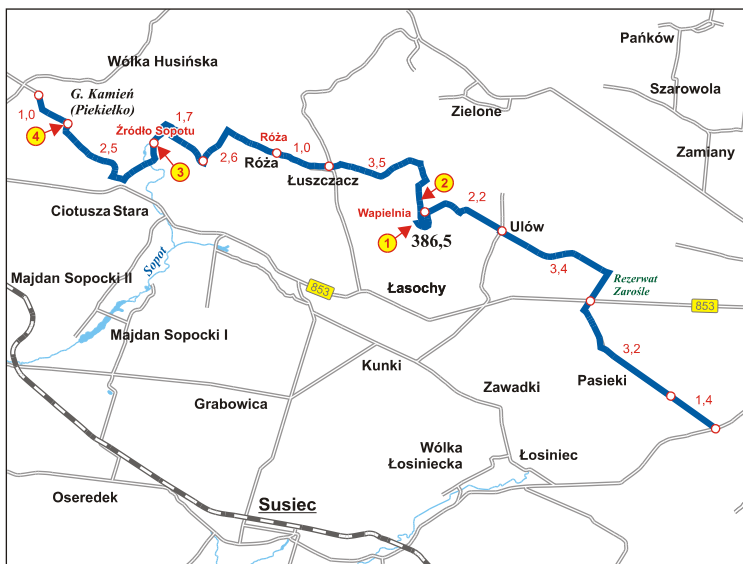 Pańków
Wólka Husińska
Szarowola
G. Kamień
(Piekiełko)
1,0
4
1,7
Zielone
Źródło Sopotu
Róża
Zamiany
2,5
3
2,6
Róża
1,0
Łuszczacz
3,5
2
2,2
Ciotusza Stara
Wapielnia
1
386,5
Ulów
Sopot
3,4
Rezerwat
Zarośle
Majdan Sopocki II
853
Łasochy
853
Majdan Sopocki I
Kunki
3,2
Pasieki
Zawadki
1,4
Grabowica
Wólka
Łosiniecka
Łosiniec
Oseredek
Susiec